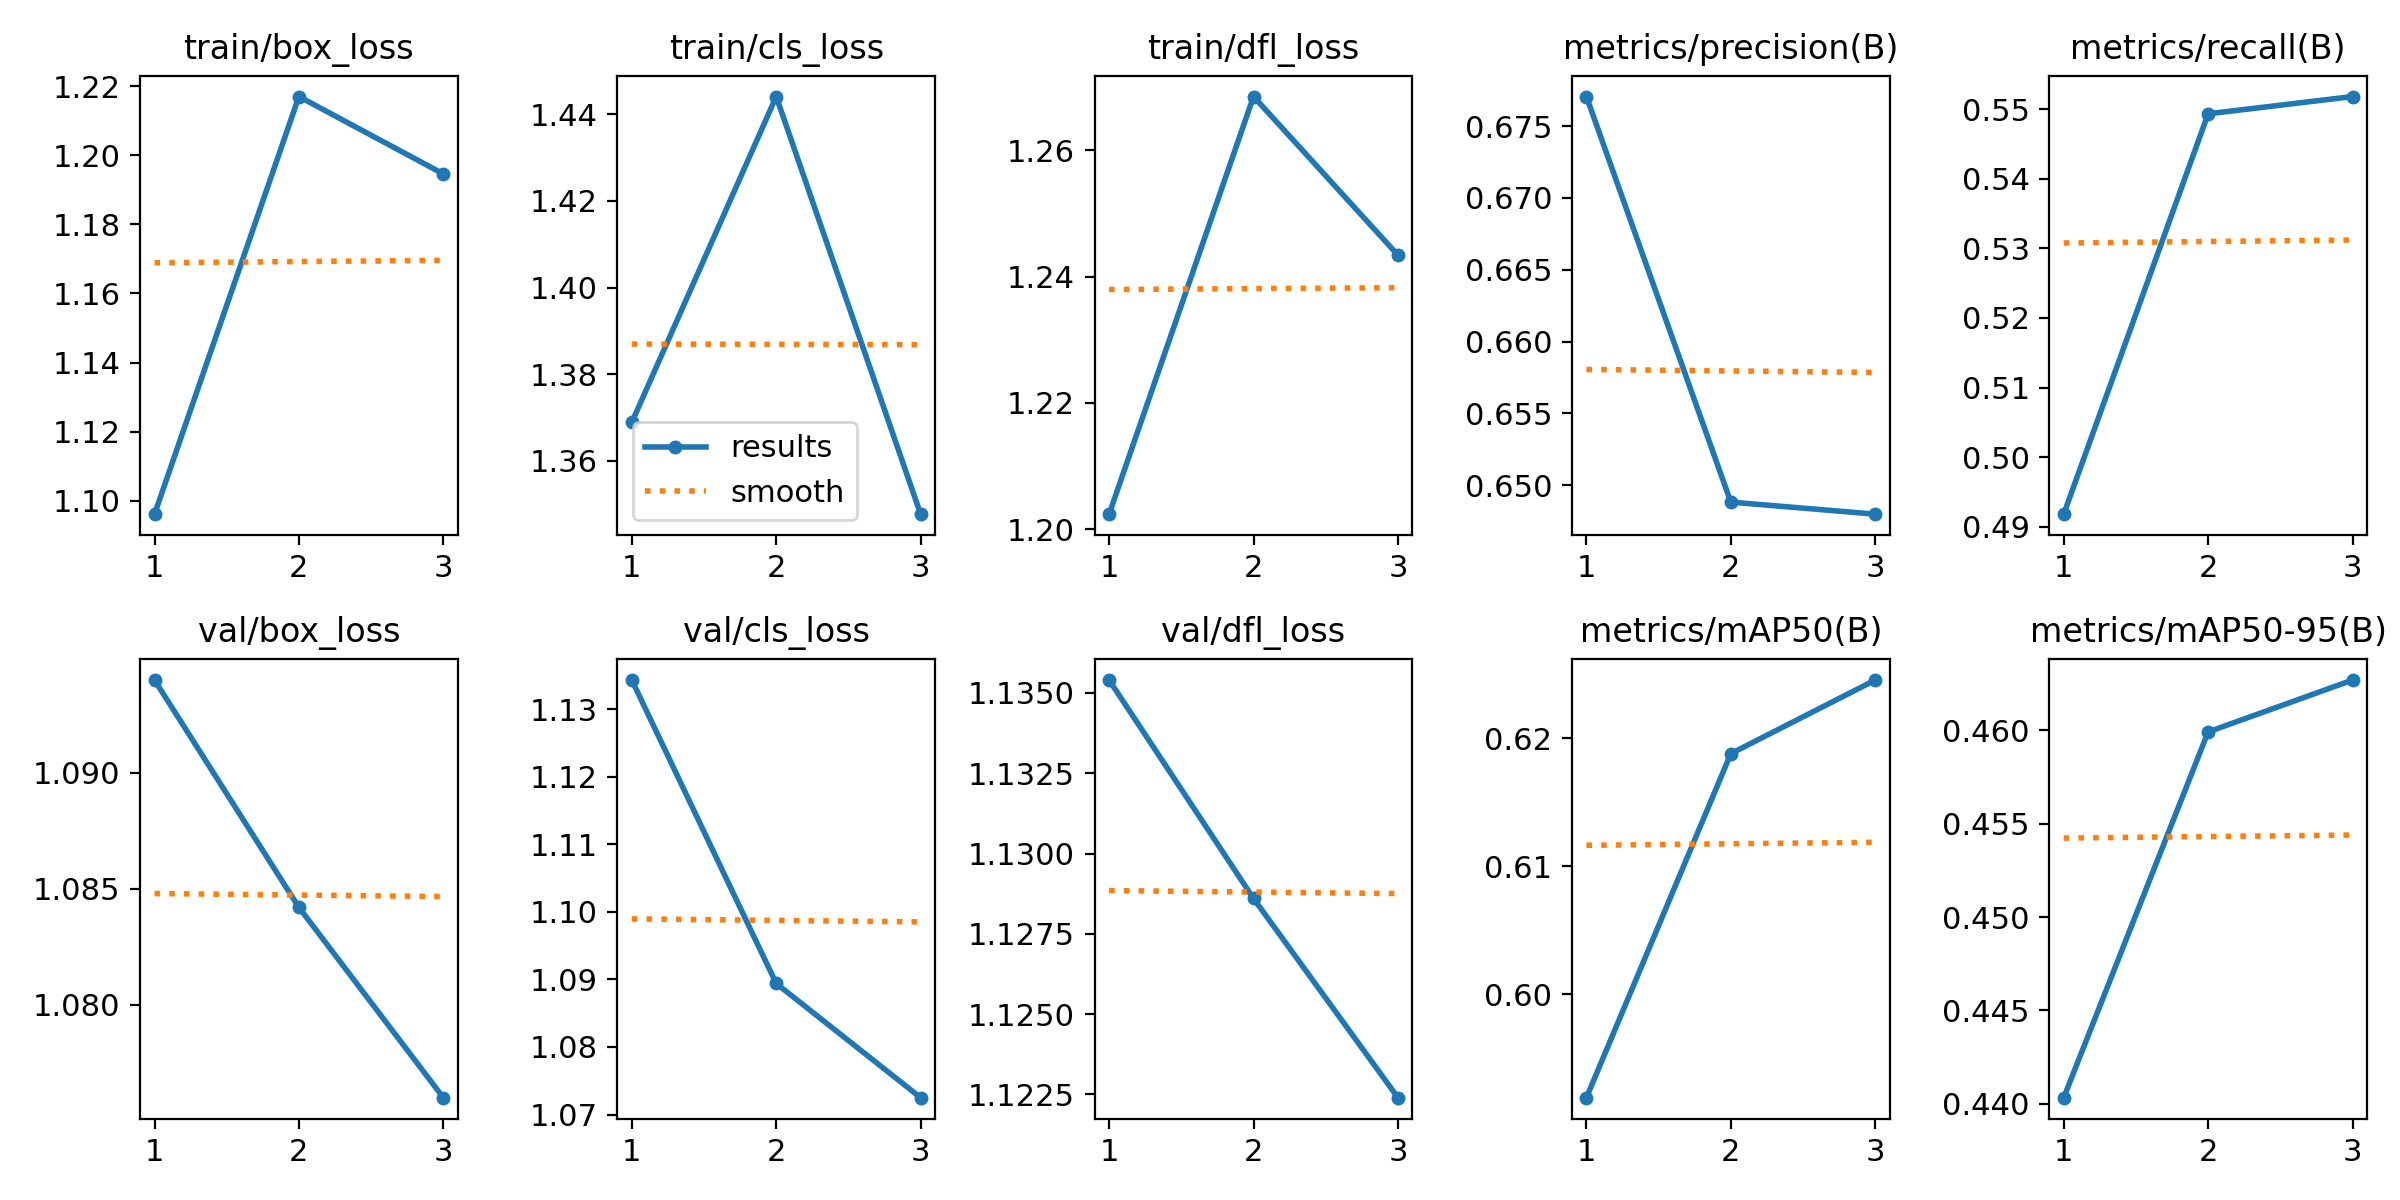 train/box_loss
1.22
1.20
1.18
1.16
1.14
1.12
1.10
1 2 3
train/cls_loss
1.44
1.42
1.40
1.38
1.36
results
smooth
1 2 3
train/dfl_loss
1.26
1.24
1.22
1.20
1 2 3
metrics/precision(B)
0.675
0.670
0.665
0.660
0.655
0.650
1 2 3
metrics/recall(B)
0.55
0.54
0.53
0.52
0.51
0.50
0.49
1 2 3
val/box_loss
1.090
1.085
1.080
1 2 3
val/cls_loss
1.13
1.12
1.11
1.10
1.09
1.08
1.07
1 2 3
val/dfl_loss
1.1350
1.1325
1.1300
1.1275
1.1250
1.1225
1 2 3
metrics/mAP50(B)
0.62
0.61
0.60
1 2 3
metrics/mAP50-95(B)
0.460
0.455
0.450
0.445
0.440
1 2 3